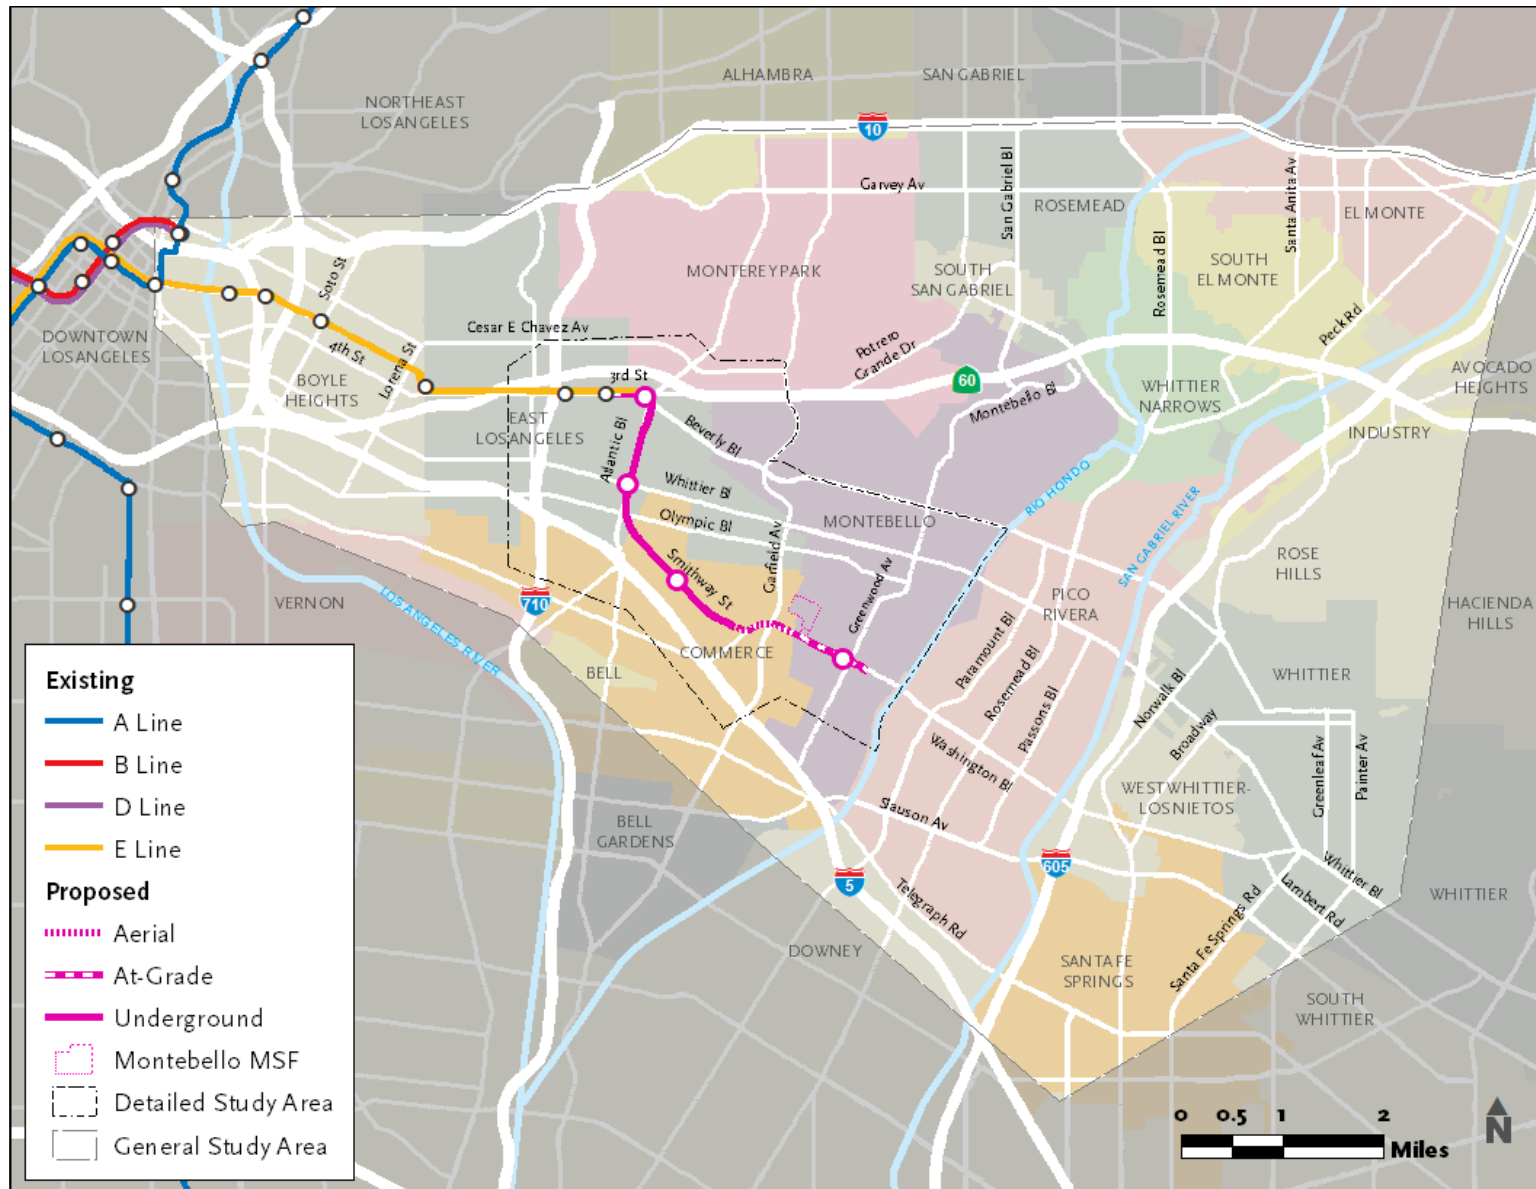 ALHAMBRA
SAN GABRIEL
NORTHEAST
LOS ANGELES
10
Garvey Av
San Gabriel Bl
ROSEMEAD
Santa Anita Av
EL MONTE
MONTEREY PARK
SOUTH
SAN GABRIEL
Rosemead Bl
SOUTH
EL MONTE
Soto St
Cesar E Chavez Av
DOWNTOWN
LOS ANGELES
4th St
Lorena St
BOYLE
HEIGHTS
Potrero
Grande Dr
Peck Rd
AVOCADO
HEIGHTS
3rd St
60
Montebello Bl
WHITTIER
NARROWS
EAST
LOS ANGELES
Atlantic Bl
Beverly Bl
INDUSTRY
Whittier Bl
Olympic Bl
MONTEBELLO
RIO HONDO
SAN GABRIEL RIVER
Garfield Av
Smithway St
Greenwood Av
ROSE
HILLS
710
VERNON
LOS ANGELES RIVER
PICO
RIVERA
HACIENDA
HILLS
COMMERCE
BELL
Paramount Bl
Rosemead Bl
Passons Bl
WHITTIER
Norwalk Bl
Broadway
Greenleaf Av
Painter Av
Washington Bl
WEST WHITTIER-
LOS NIETOS
Slauson Av
BELL
GARDENS
5
605
Whittier Bl
Lambert Rd
WHITTIER
Telegraph Rd
Santa Fe Springs Rd
DOWNEY
SANTA FE
SPRINGS
SOUTH
WHITTIER
Existing
A Line
B Line
D Line
E Line
Proposed
Aerial
At-Grade
Underground
Montebello MSF
Detailed Study Area
General Study Area
0 0.5 1 2
Miles
N